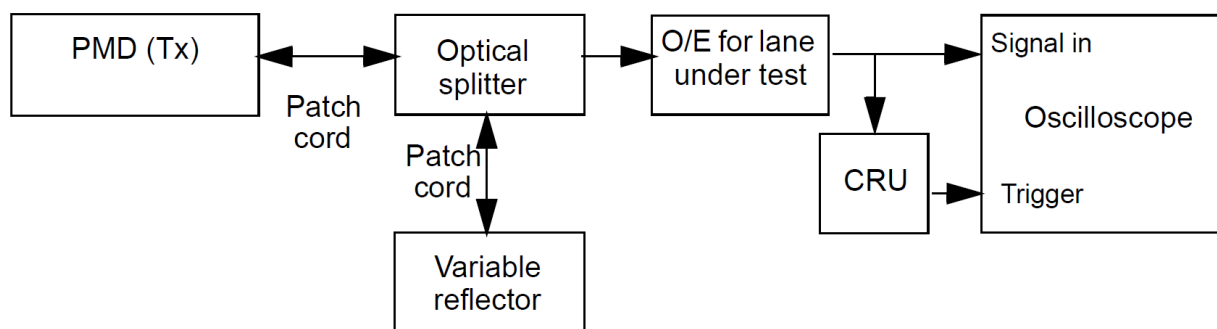 PMD (Tx)
Patch
cord
Optical
splitter
Patch
cord
Variable
reflector
O/E for lane
under test
CRU
Signal in
Oscilloscope
Trigger